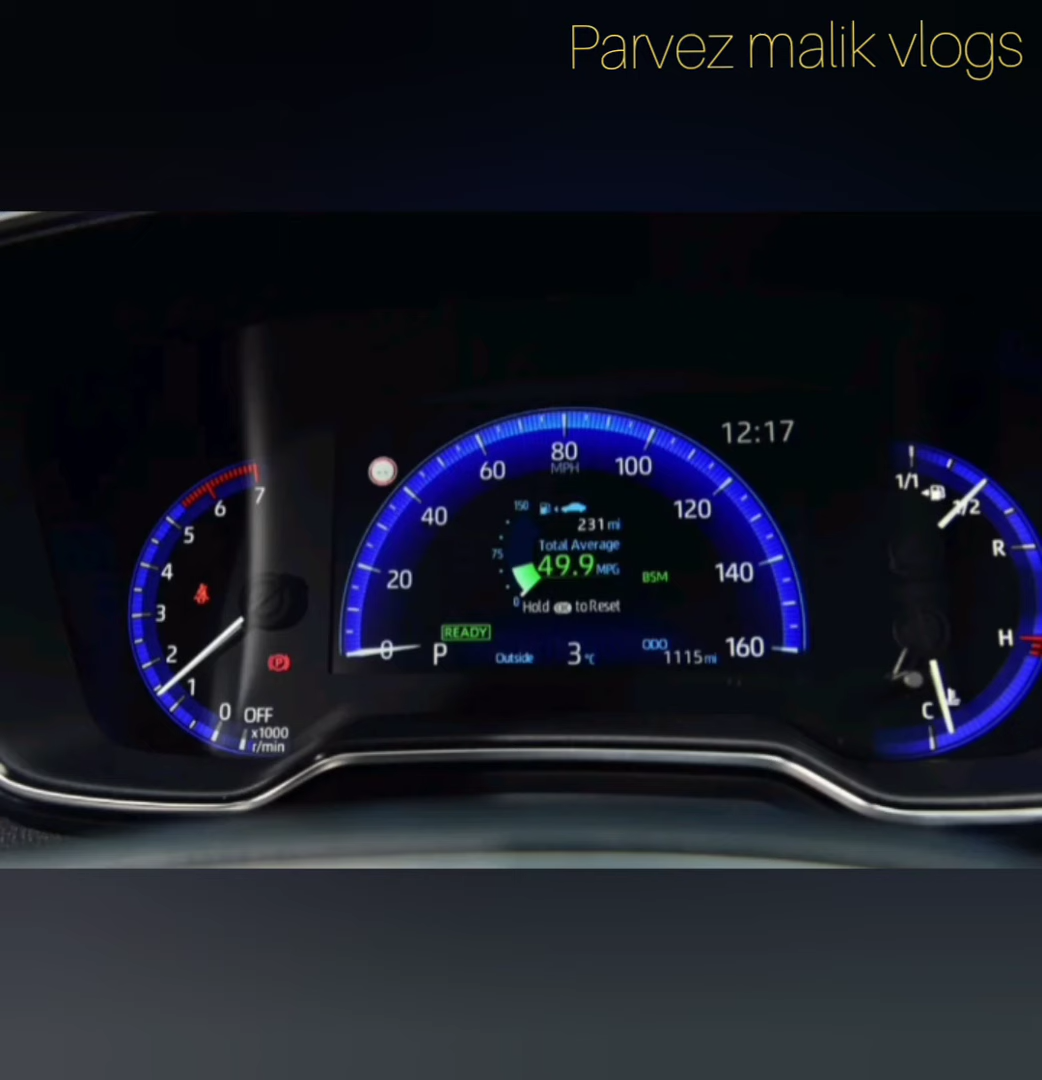 Parvez malik vlogs
12:17
80
MPH
60
100
40
120
20
140
0
160
150
231 mi
75
Total Average
49.9 MPG
BSM
0
Hold OK to Reset
READY
P
Outside
3 °C
ODO
1115 mi
7
6
5
4
3
2
1
0 OFF
x1000
r/min
1/1
1/2
R
H
C